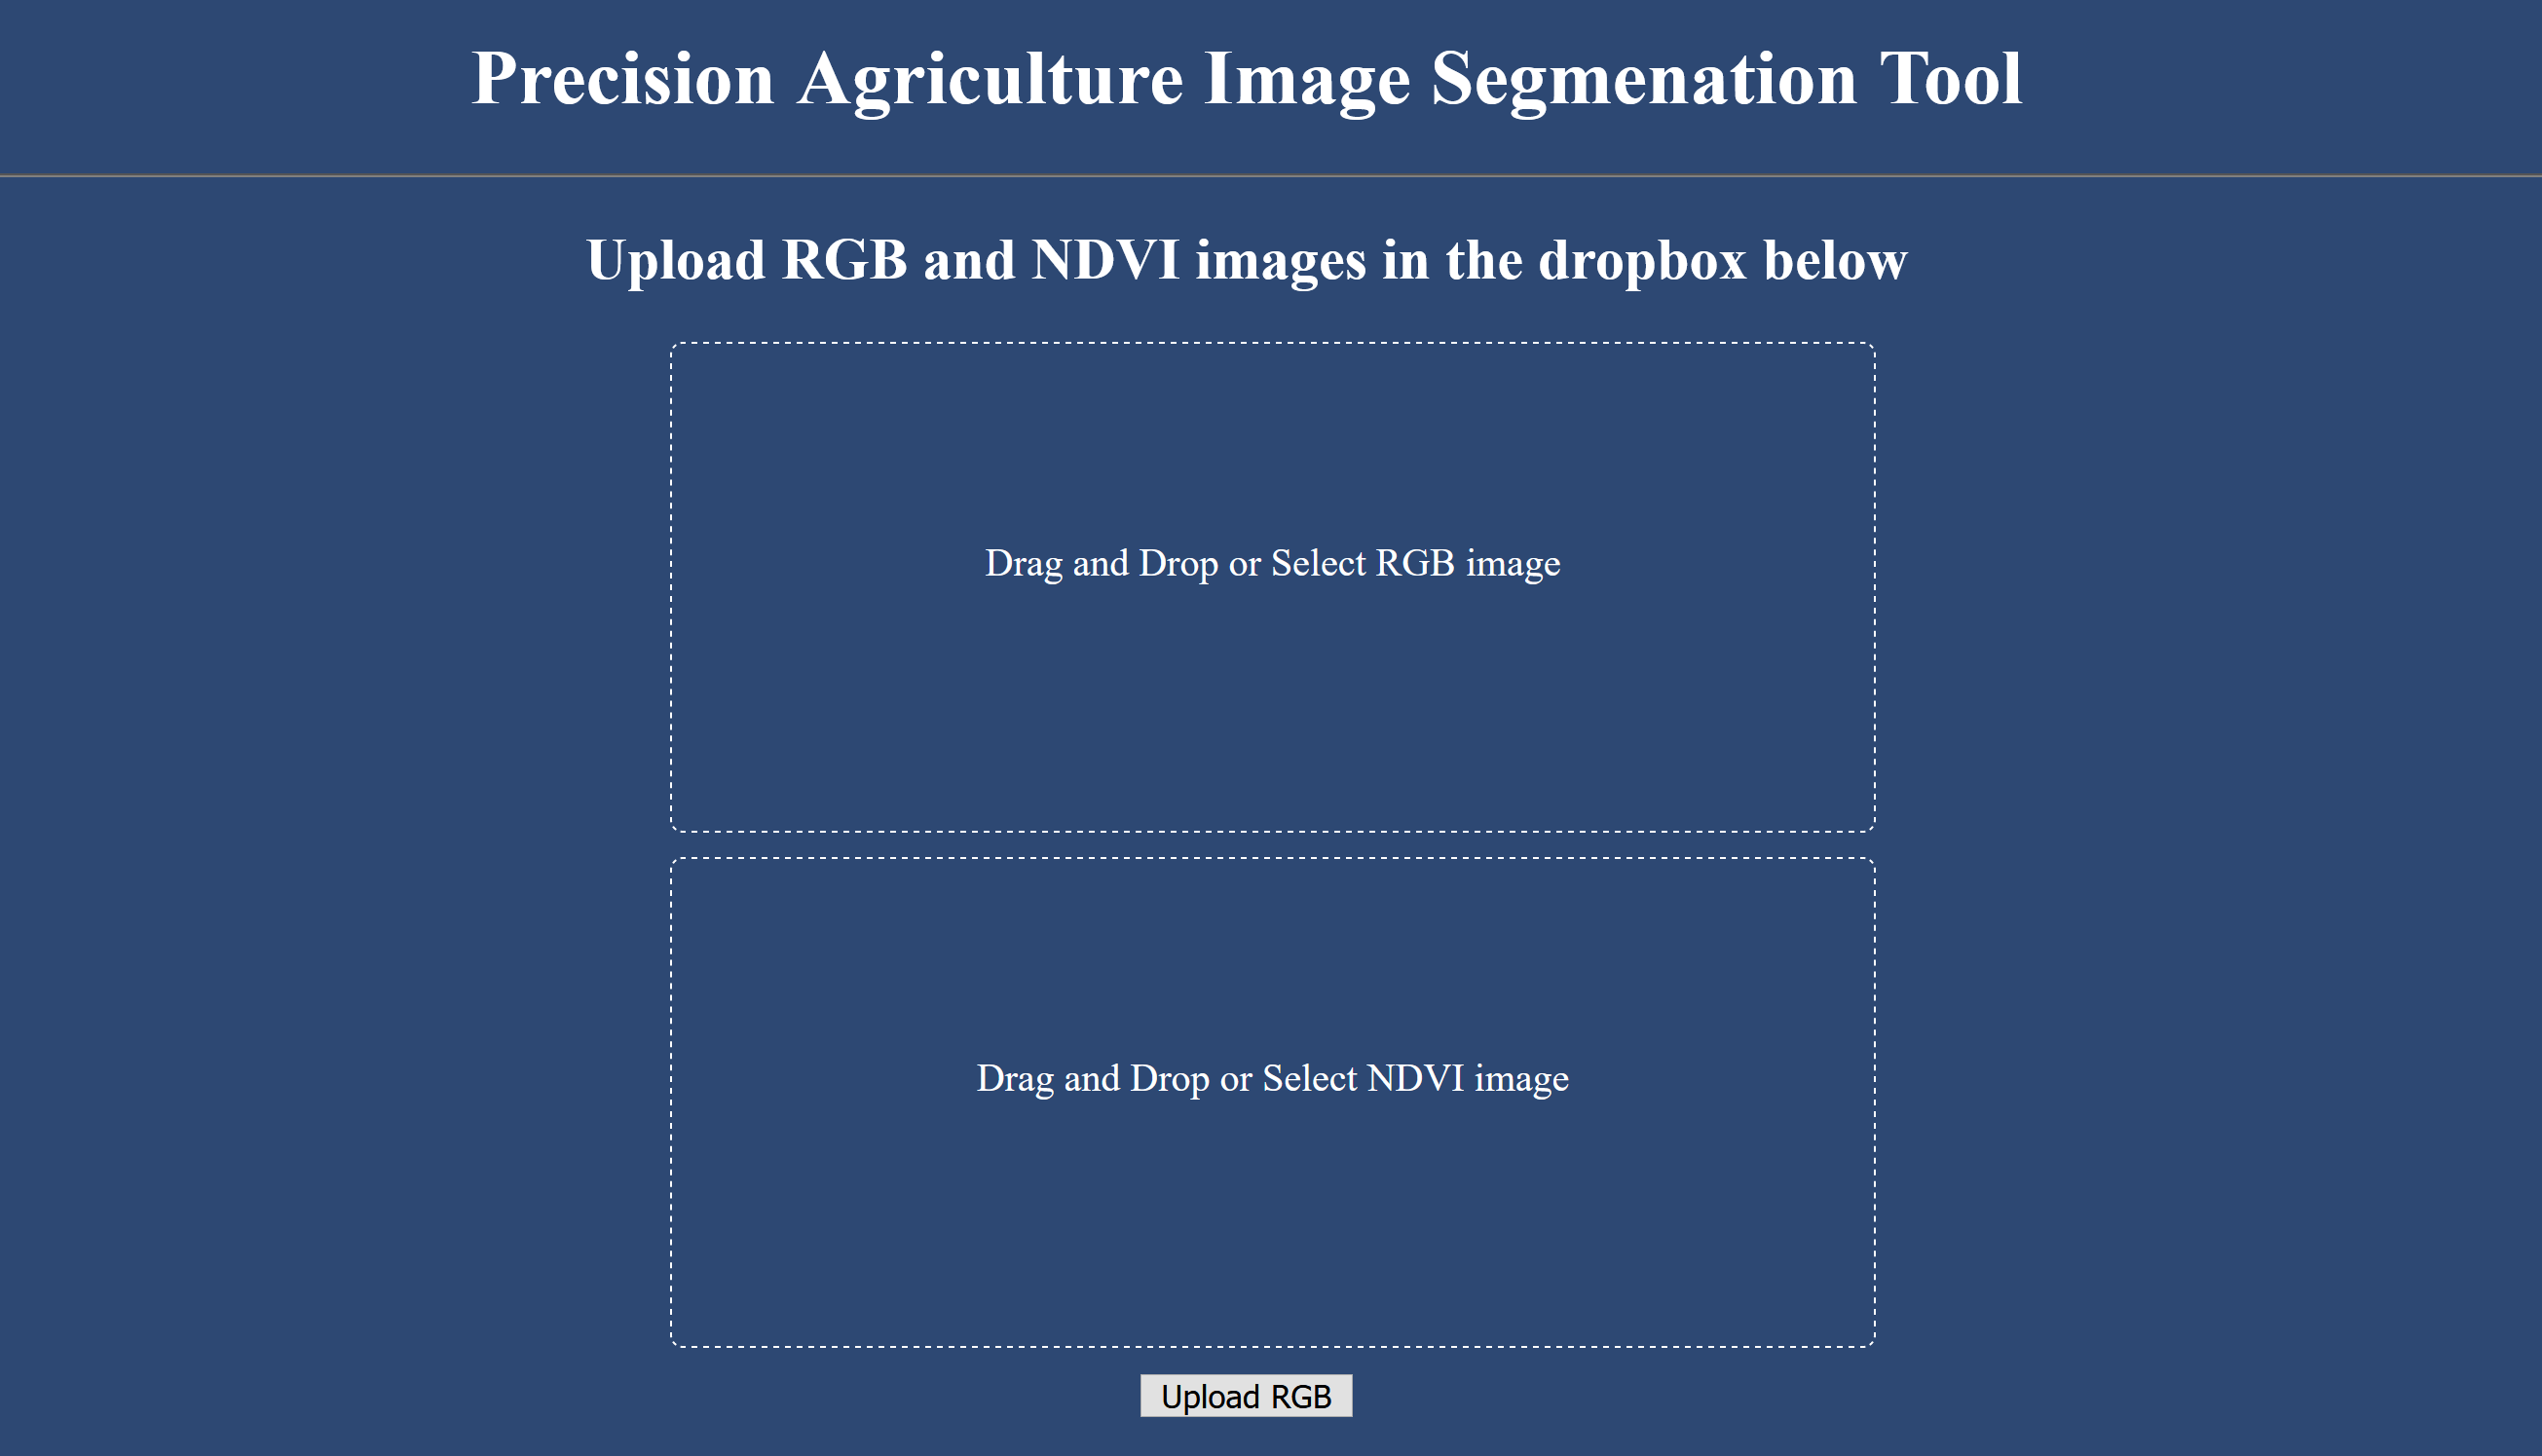 Precision Agriculture Image Segmenation Tool
Upload RGB and NDVI images in the dropbox below
Drag and Drop or Select RGB image
Drag and Drop or Select NDVI image
Upload RGB